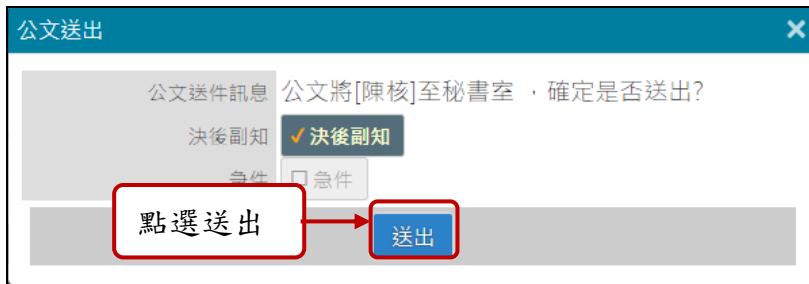 公文送出 ×
公文送件訊息 公文將[陳核]至秘書室 ，確定是否送出?
決後副知 ✓決後副知
急件 急件
點選送出 送出